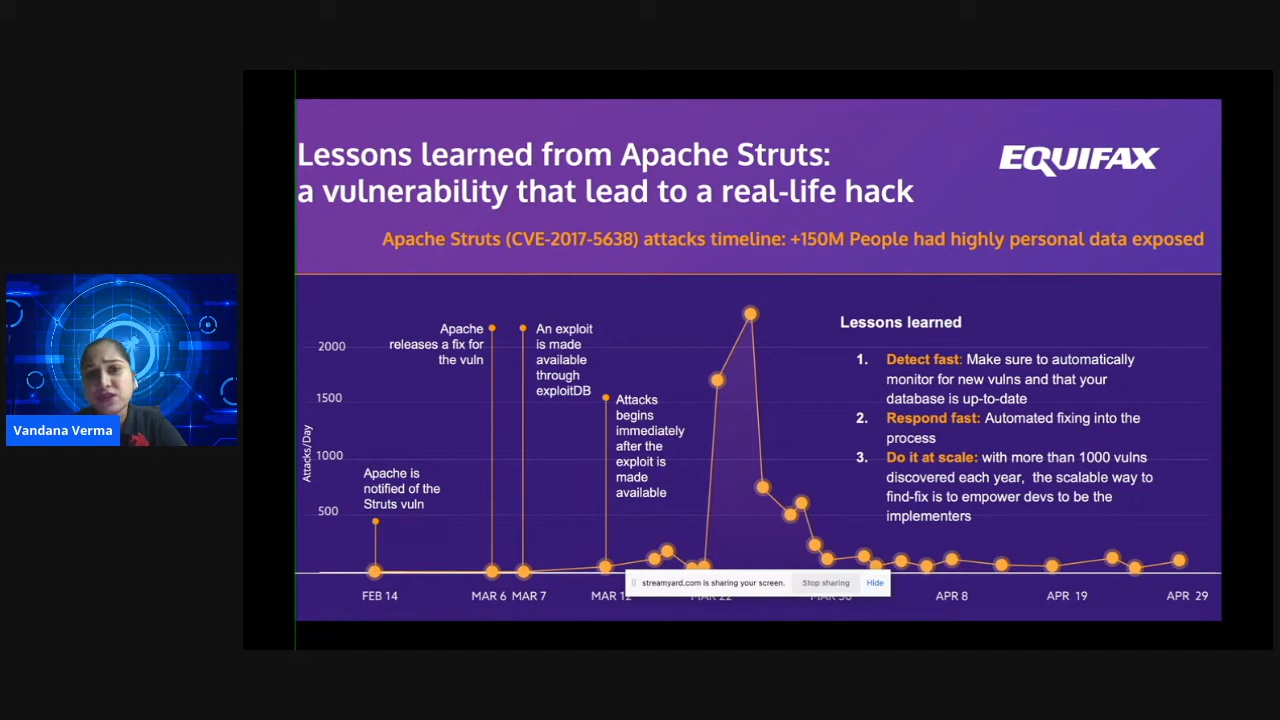 Lessons learned from Apache Struts:
a vulnerability that lead to a real-life hack
EQUIFAX
Apache Struts (CVE-2017-5638) attacks timeline: +150M People had highly personal data exposed
Vandana Verma
Attacks/Day
2000
1500
1000
500
Apache is
notified of the
Struts vuln
Apache
releases a fix for
the vuln
An exploit
is made
available
through
exploitDB
Attacks
begins
immediately
after the
exploit is
made
available
Lessons learned
1. Detect fast: Make sure to automatically
monitor for new vulns and that your
database is up-to-date
2. Respond fast: Automated fixing into the
process
3. Do it at scale: with more than 1000 vulns
discovered each year, the scalable way to
find-fix is to empower devs to be the
implementers
streamyard.com is sharing your screen. Stop sharing Hide
FEB 14 MAR 6 MAR 7 MAR 12 MAR 22 MAR 30 APR 8 APR 19 APR 29